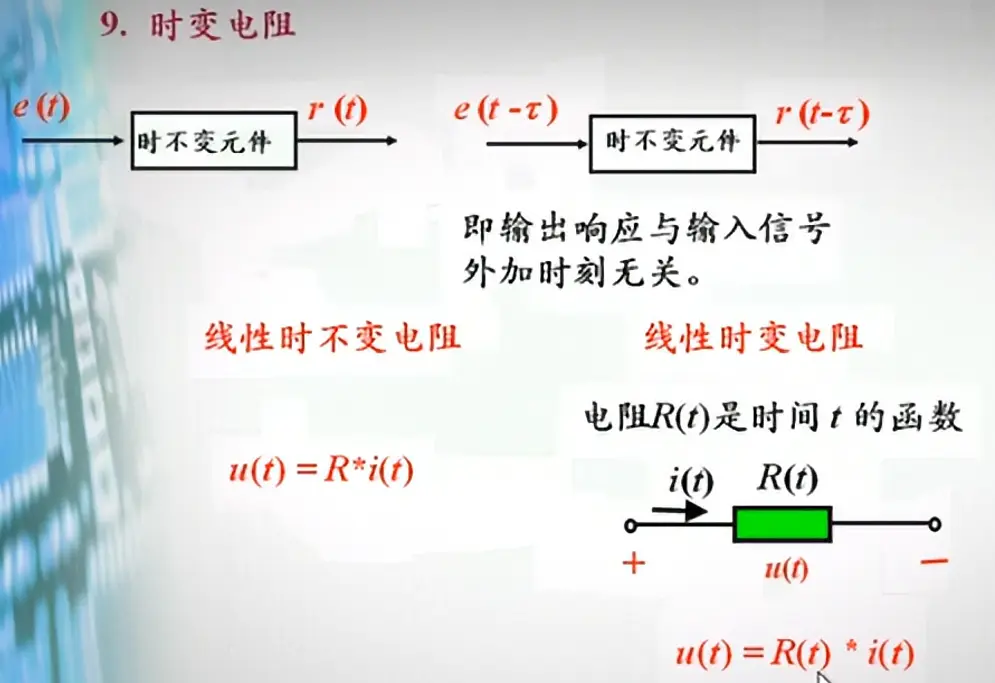 9. 时变电阻
e (t)
时不变元件
r (t)
e (t -τ)
时不变元件
r (t-τ)
即输出响应与输入信号
外加时刻无关。
线性时不变电阻
线性时变电阻
电阻R(t)是时间 t 的函数
u(t) = R*i(t)
i(t)
R(t)
+
u(t)
−
u(t) = R(t) * i(t)